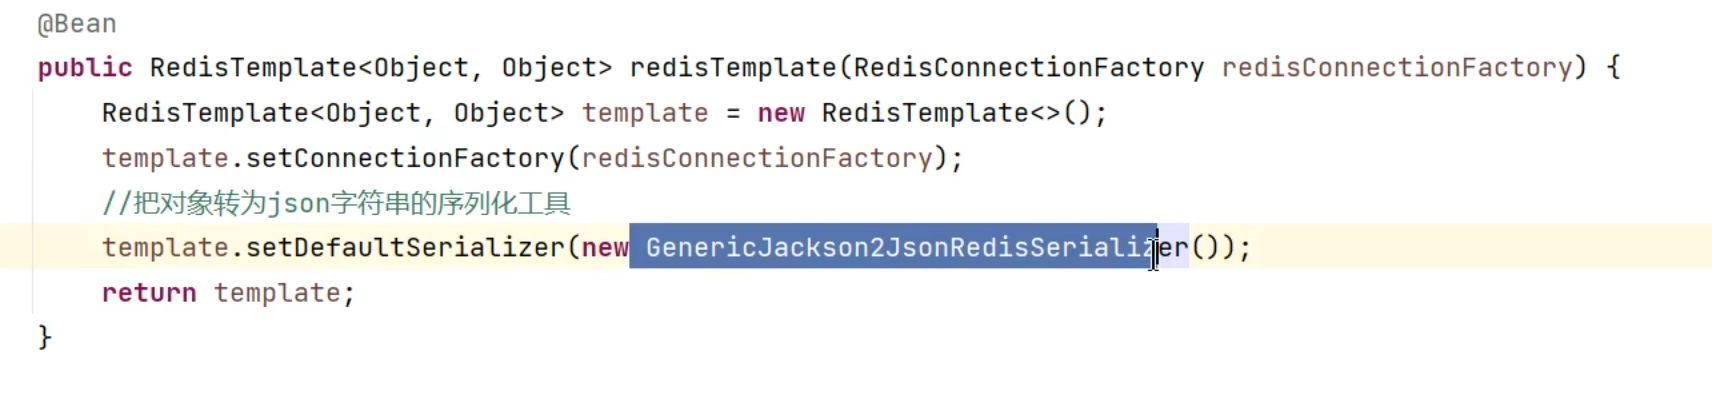 @Bean
public RedisTemplate<Object, Object> redisTemplate(RedisConnectionFactory redisConnectionFactory) {
    RedisTemplate<Object, Object> template = new RedisTemplate<>();
    template.setConnectionFactory(redisConnectionFactory);
    //把对象转为json字符串的序列化工具
    template.setDefaultSerializer(new GenericJackson2JsonRedisSerializer());
    return template;
}